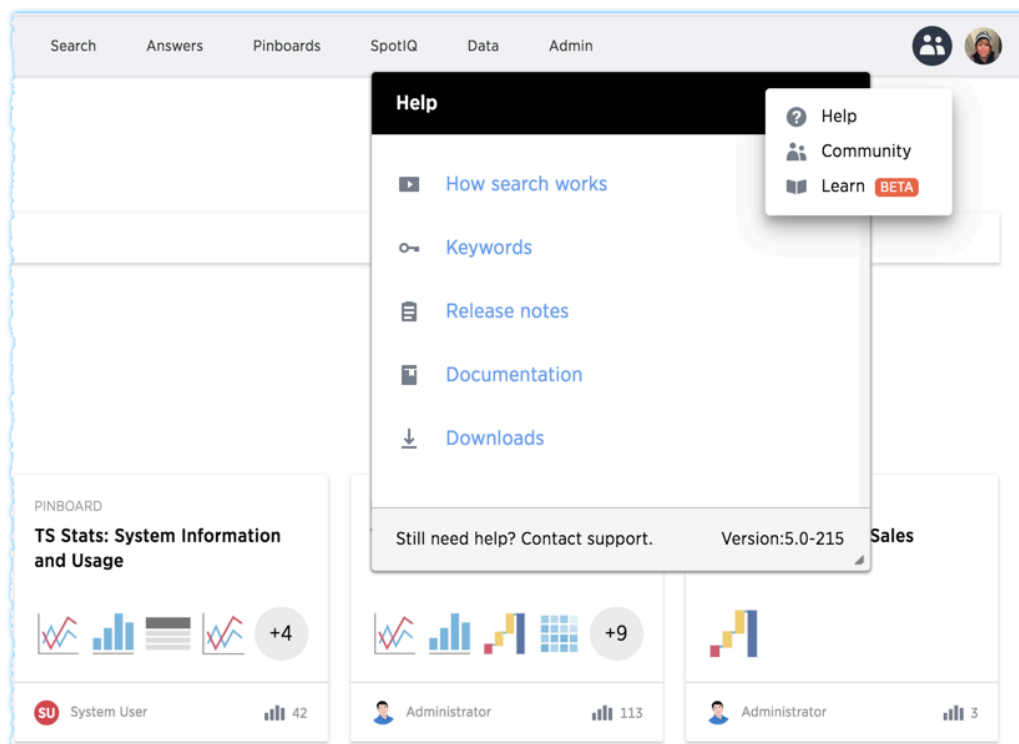 Search Answers Pinboards SpotIQ Data Admin
Help
Help
Community
Learn BETA
How search works
Keywords
Release notes
Documentation
Downloads
Still need help? Contact support. Version:5.0-215
PINBOARD
TS Stats: System Information
and Usage
+4
SU System User 42
+9
Administrator 113
Sales
Administrator 3